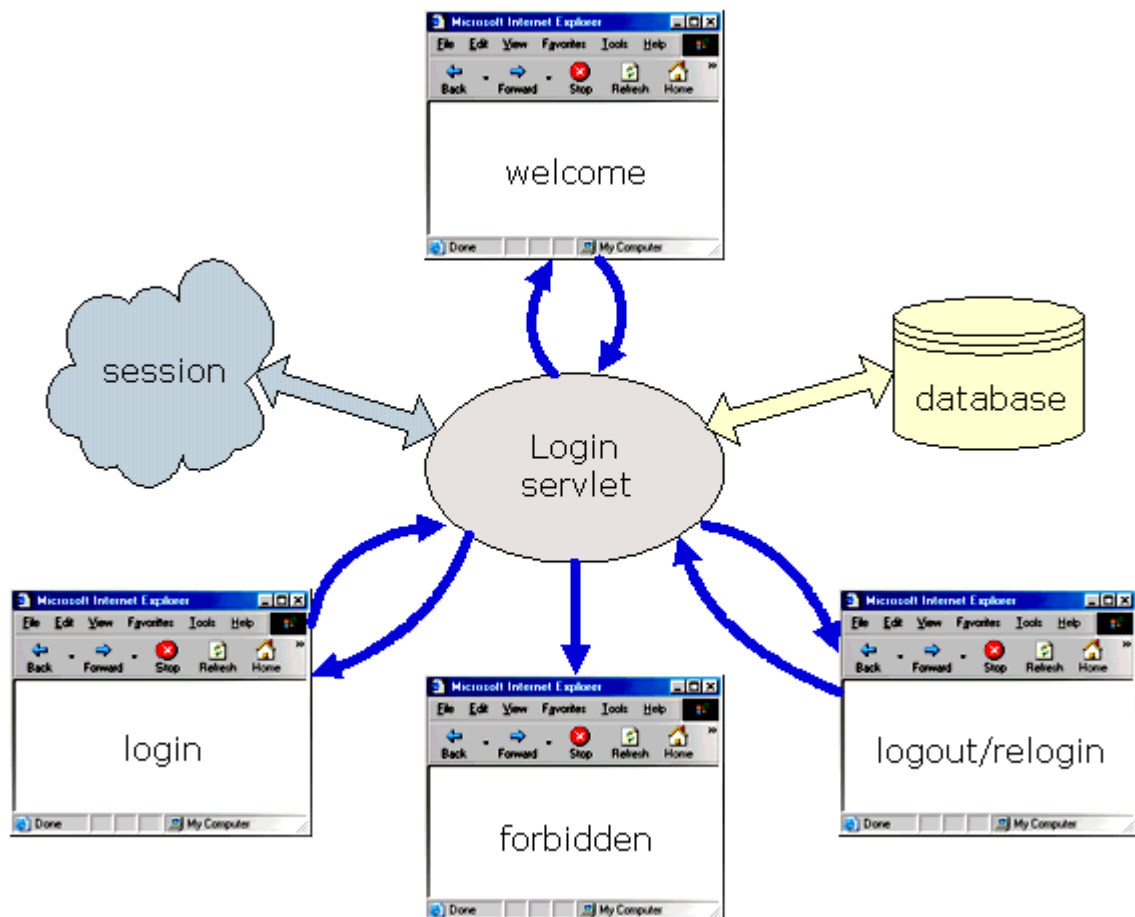 Microsoft Internet Explorer
File Edit View Favorites Tools Help
Back Forward Stop Refresh Home »
welcome
Done My Computer
session
database
Login
servlet
Microsoft Internet Explorer
File Edit View Favorites Tools Help
Back Forward Stop Refresh Home »
login
Done My Computer
Microsoft Internet Explorer
File Edit View Favorites Tools Help
Back Forward Stop Refresh Home »
forbidden
Done My Computer
Microsoft Internet Explorer
File Edit View Favorites Tools Help
Back Forward Stop Refresh Home »
logout/relogin
Done My Computer